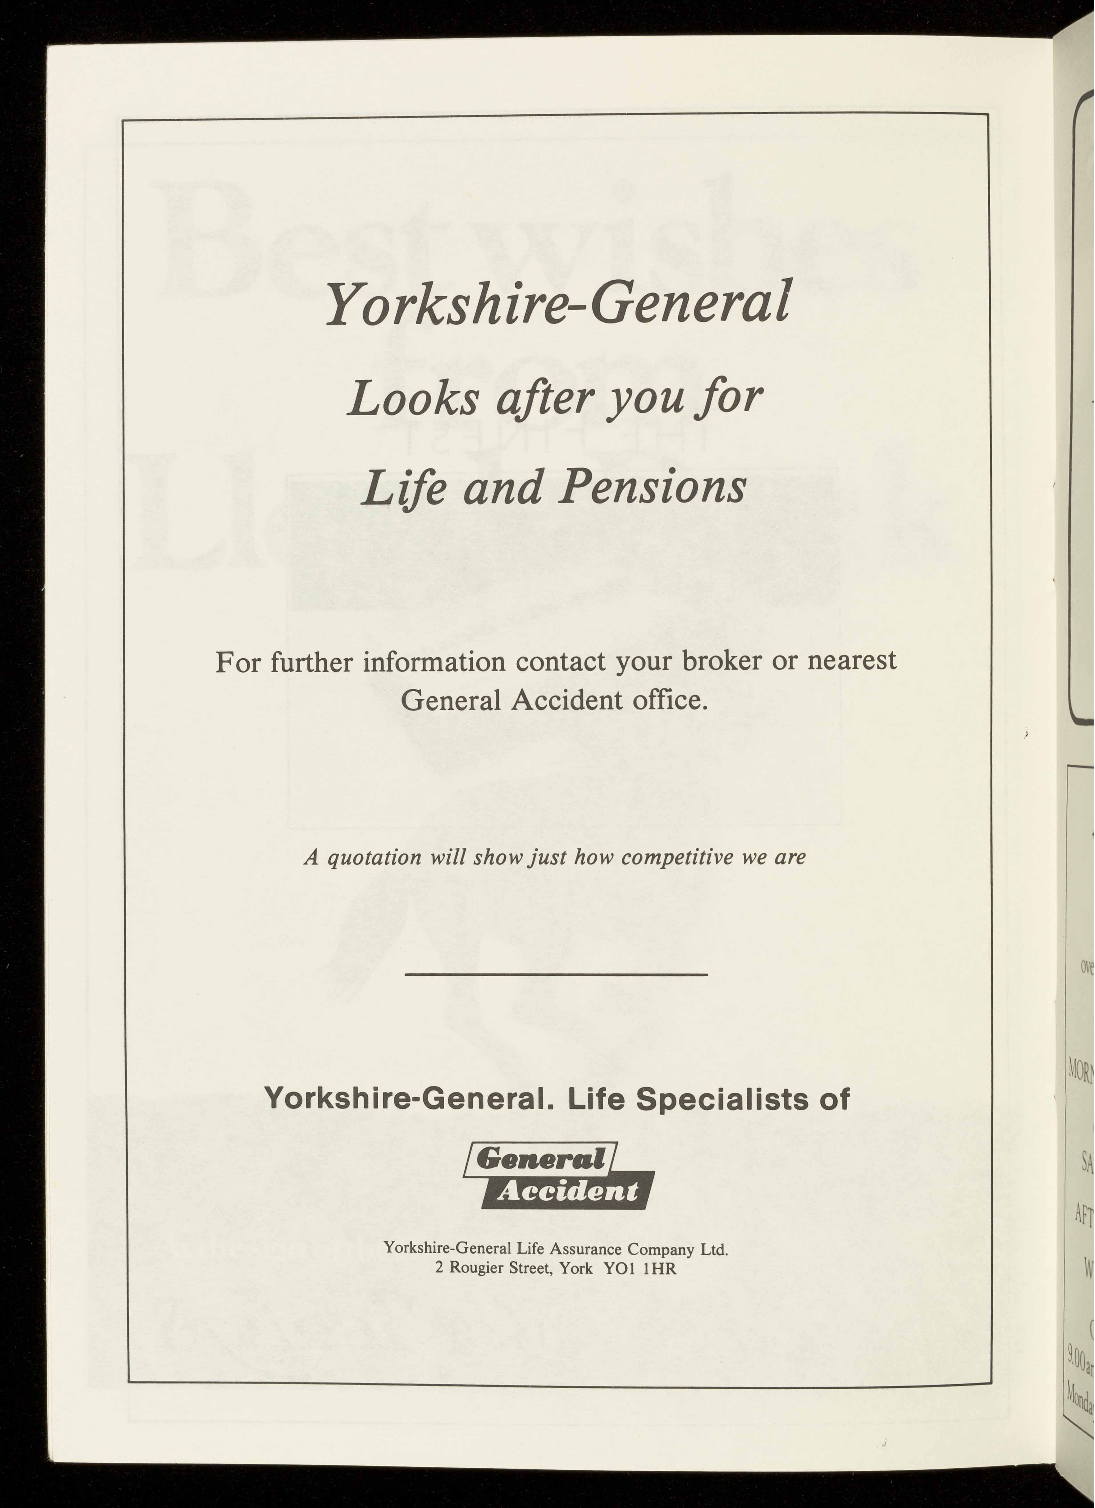 Yorkshire-General
Looks after you for
Life and Pensions
For further information contact your broker or nearest
General Accident office.
A quotation will show just how competitive we are
Yorkshire-General. Life Specialists of
General
Accident
Yorkshire-General Life Assurance Company Ltd.
2 Rougier Street, York YO1 1HR
9.00